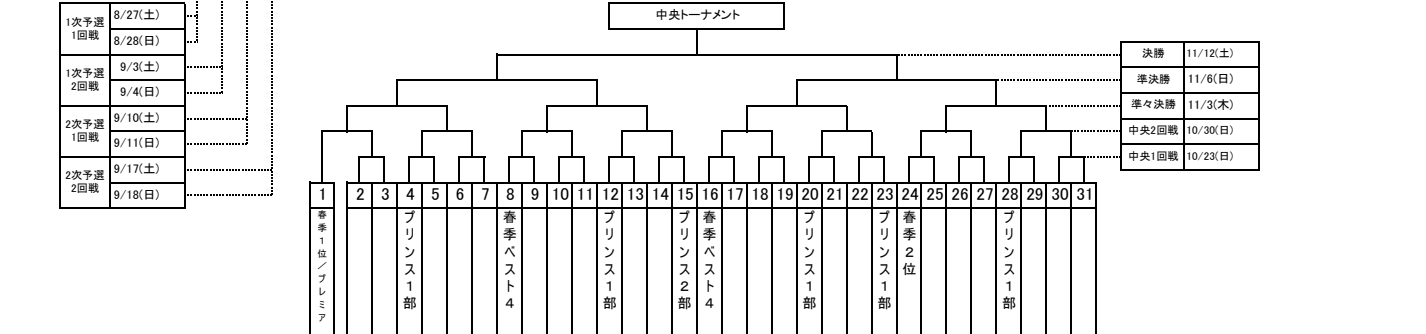 1次予選
1回戦
8/27(土)
8/28(日)
1次予選
2回戦
9/3(土)
9/4(日)
2次予選
1回戦
9/10(土)
9/11(日)
2次予選
2回戦
9/17(土)
9/18(日)
中央トーナメント
決勝 11/12(土)
準決勝 11/6(日)
準々決勝 11/3(木)
中央2回戦 10/30(日)
中央1回戦 10/23(日)
1 2 3 4 5 6 7 8 9 10 11 12 13 14 15 16 17 18 19 20 21 22 23 24 25 26 27 28 29 30 31
春季1位/プレミア
プリンス1部
春季ベスト4
プリンス1部
プリンス2部
春季ベスト4
プリンス1部
プリンス1部
春季2位
プリンス1部